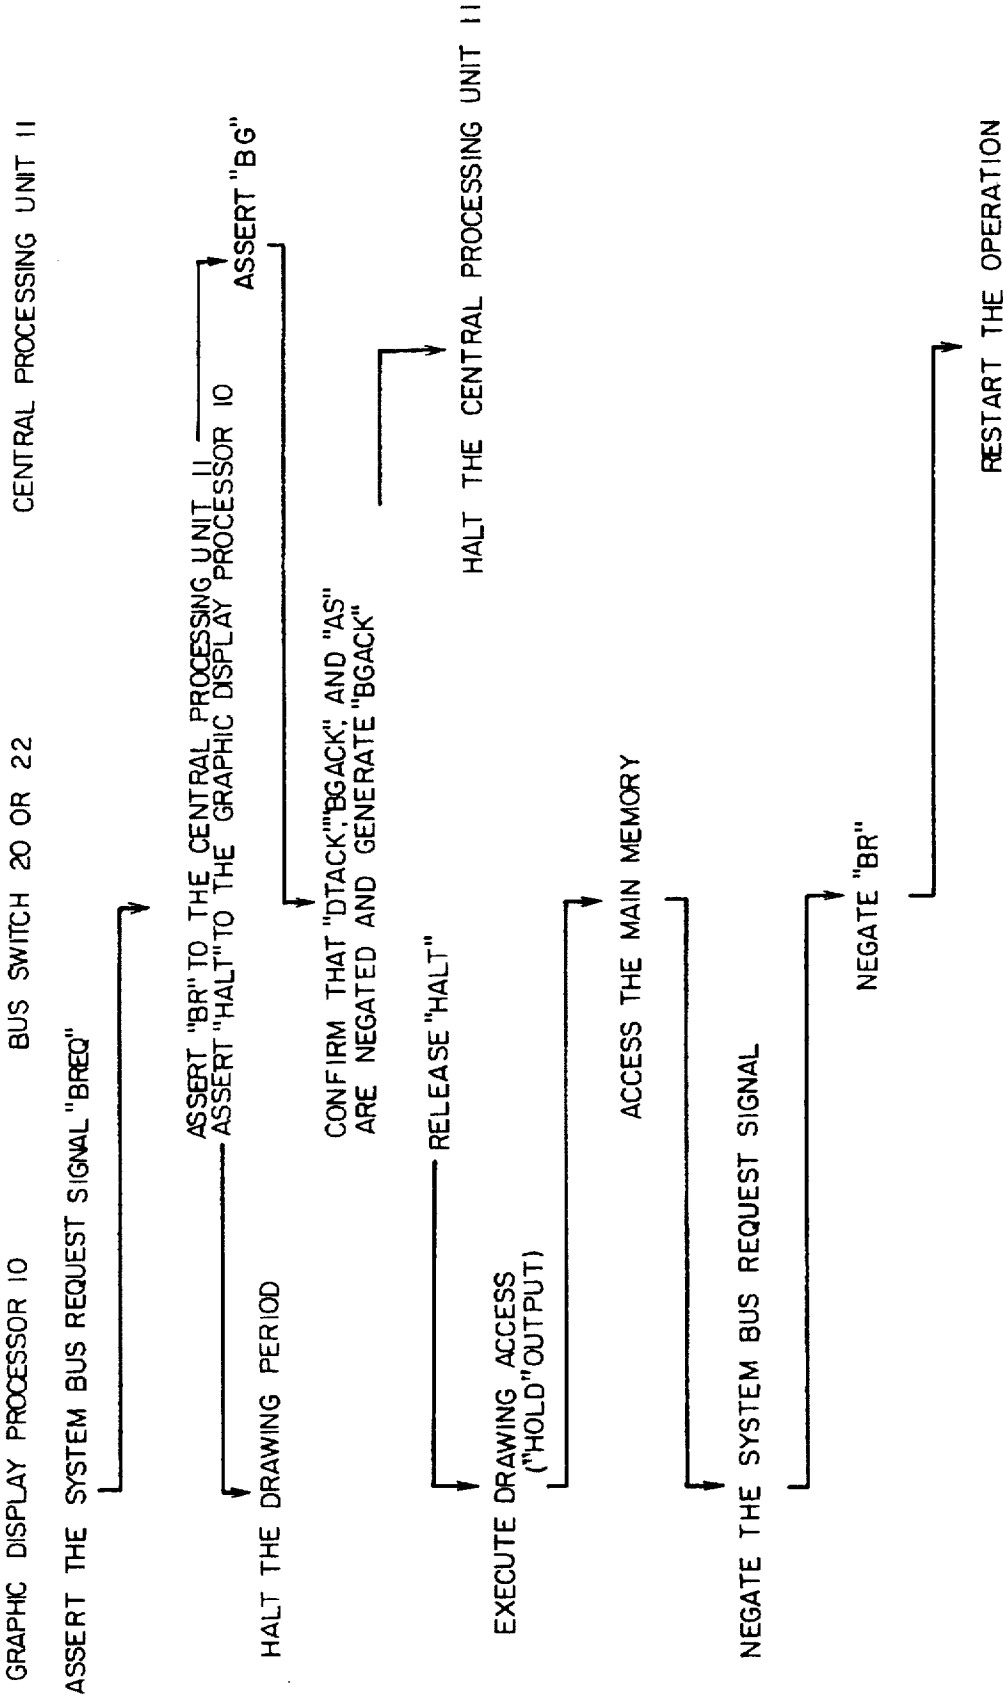 GRAPHIC DISPLAY PROCESSOR 10
BUS SWITCH 20 OR 22
CENTRAL PROCESSING UNIT 11
ASSERT THE SYSTEM BUS REQUEST SIGNAL "BREQ"
ASSERT "BR" TO THE CENTRAL PROCESSING UNIT 11
ASSERT "HALT" TO THE GRAPHIC DISPLAY PROCESSOR 10
ASSERT "BG"
HALT THE DRAWING PERIOD
CONFIRM THAT "DTACK","BGACK", AND "AS"
ARE NEGATED AND GENERATE "BGACK"
RELEASE "HALT"
HALT THE CENTRAL PROCESSING UNIT 11
EXECUTE DRAWING ACCESS
("HOLD" OUTPUT)
ACCESS THE MAIN MEMORY
NEGATE THE SYSTEM BUS REQUEST SIGNAL
NEGATE "BR"
RESTART THE OPERATION